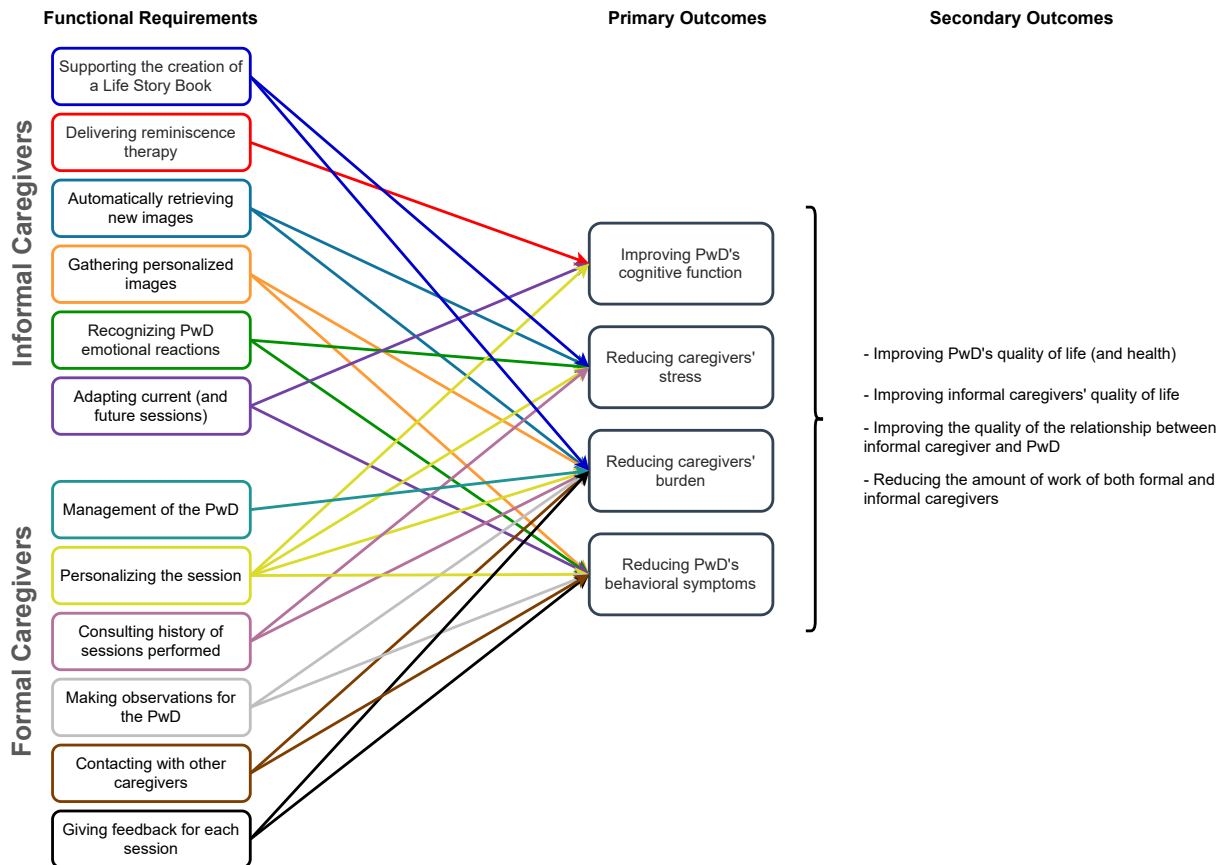 Functional Requirements
Primary Outcomes
Secondary Outcomes
Informal Caregivers
Supporting the creation of
a Life Story Book
Delivering reminiscence
therapy
Automatically retrieving
new images
Gathering personalized
images
Recognizing PwD
emotional reactions
Adapting current (and
future sessions)
Formal Caregivers
Management of the PwD
Personalizing the session
Consulting history of
sessions performed
Making observations for
the PwD
Contacting with other
caregivers
Giving feedback for each
session
Improving PwD's
cognitive function
Reducing caregivers'
stress
Reducing caregivers'
burden
Reducing PwD's
behavioral symptoms
- Improving PwD's quality of life (and health)
- Improving informal caregivers' quality of life
- Improving the quality of the relationship between
informal caregiver and PwD
- Reducing the amount of work of both formal and
informal caregivers